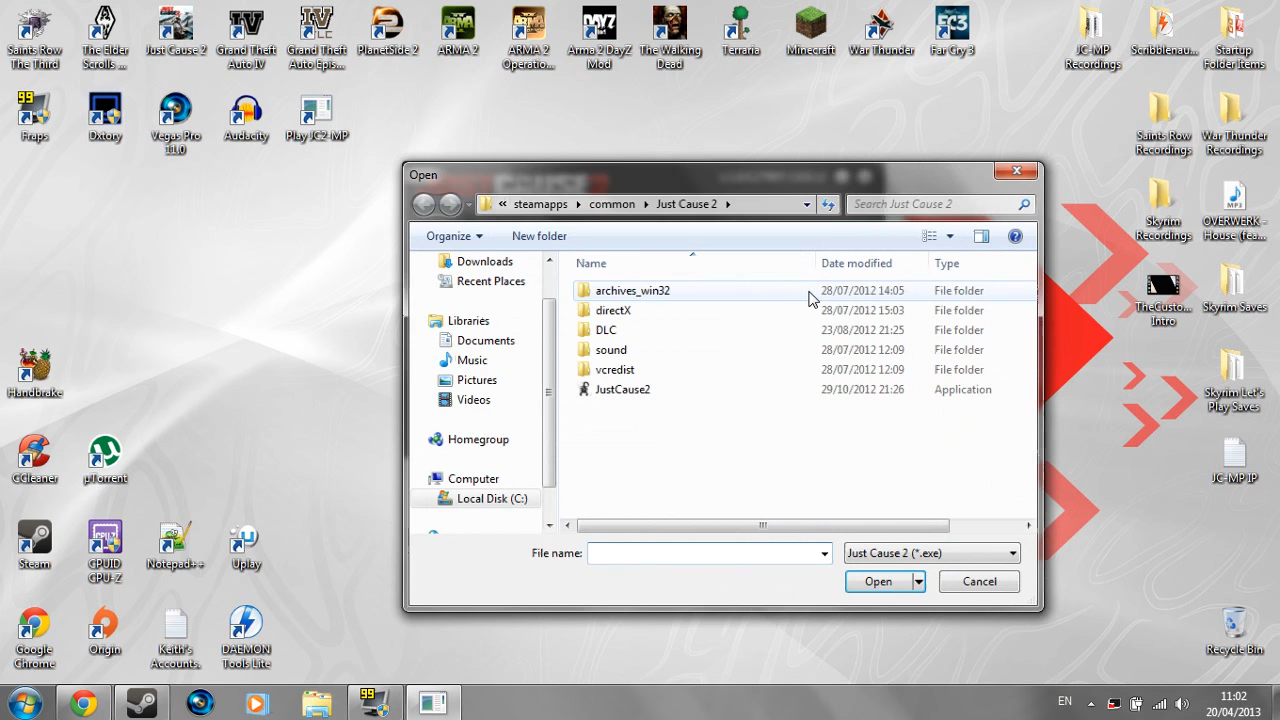 Saints Row
The Third
The Elder
Scrolls ...
Just Cause 2
Grand Theft
Auto IV
Grand Theft
Auto Epis...
PlanetSide 2
ARMA 2
ARMA 2
Operatio...
Arma 2 DayZ
Mod
The Walking
Dead
Terraria
Minecraft
War Thunder
Far Cry 3
JC-MP
Recordings
Scribblenau...
Startup
Folder Items
Fraps
Dxtory
Vegas Pro
11.0
Audacity
Play JC2-MP
Saints Row
Recordings
War Thunder
Recordings
Open
steamapps
common
Just Cause 2
Search Just Cause 2
Organize
New folder
Skyrim
Recordings
OVERWERK -
House (fea...
Downloads
Recent Places
Libraries
Documents
Music
Pictures
Videos
Homegroup
Computer
Local Disk (C:)
Name Date modified Type
archives_win32 28/07/2012 14:05 File folder
directX 28/07/2012 15:03 File folder
DLC 23/08/2012 21:25 File folder
sound 28/07/2012 12:09 File folder
vcredist 28/07/2012 12:09 File folder
JustCause2 29/10/2012 21:26 Application
TheCusto...
Intro
Skyrim Saves
Handbrake
Skyrim Let's
Play Saves
CCleaner
µTorrent
JC-MP IP
File name:
Just Cause 2 (*.exe)
Open
Cancel
Steam
CPUID
CPU-Z
Notepad++
Uplay
Google
Chrome
Origin
Keith's
Accounts.
DAEMON
Tools Lite
Recycle Bin
99
EN
11:02
20/04/2013